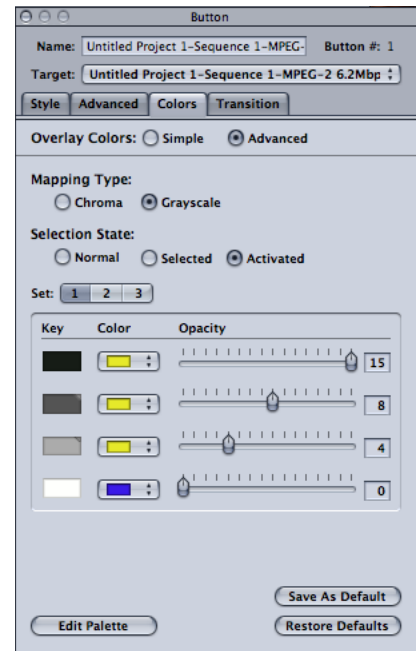 Button
Name: Untitled Project 1-Sequence 1-MPEG- Button #: 1
Target: Untitled Project 1-Sequence 1-MPEG-2 6.2Mbp
Style Advanced Colors Transition
Overlay Colors: Simple Advanced
Mapping Type:
Chroma Grayscale
Selection State:
Normal Selected Activated
Set: 1 2 3
Key Color Opacity
15
8
4
0
Save As Default
Edit Palette Restore Defaults